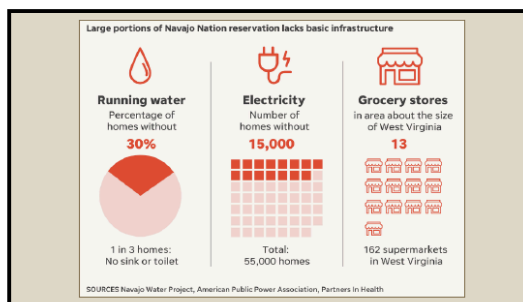 Large portions of Navajo Nation reservation lacks basic infrastructure
Running water
Percentage of
homes without
30%
1 in 3 homes:
No sink or toilet
Electricity
Number of
homes without
15,000
Total:
55,000 homes
Grocery stores
in area about the size
of West Virginia
13
162 supermarkets
in West Virginia
SOURCES Navajo Water Project, American Public Power Association, Partners In Health